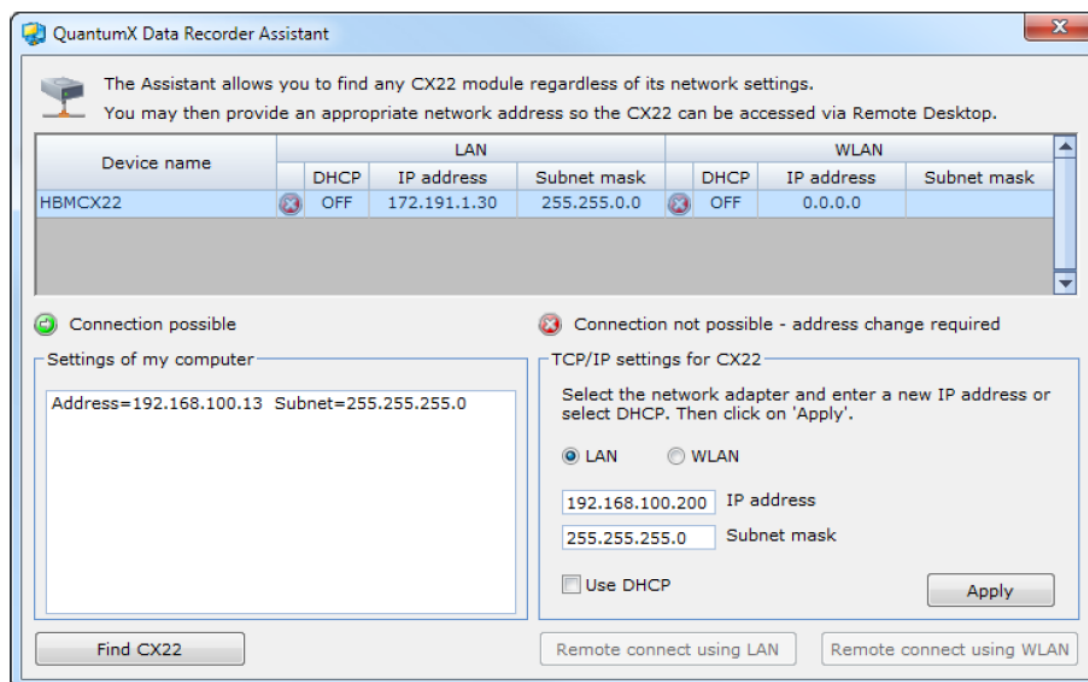 QuantumX Data Recorder Assistant
The Assistant allows you to find any CX22 module regardless of its network settings.
You may then provide an appropriate network address so the CX22 can be accessed via Remote Desktop.
Device name LAN WLAN
DHCP IP address Subnet mask DHCP IP address Subnet mask
HBMCX22 OFF 172.191.1.30 255.255.0.0 OFF 0.0.0.0
Connection possible Connection not possible - address change required
Settings of my computer
Address=192.168.100.13 Subnet=255.255.255.0
TCP/IP settings for CX22
Select the network adapter and enter a new IP address or
select DHCP. Then click on 'Apply'.
LAN WLAN
192.168.100.200 IP address
255.255.255.0 Subnet mask
Use DHCP Apply
Find CX22 Remote connect using LAN Remote connect using WLAN